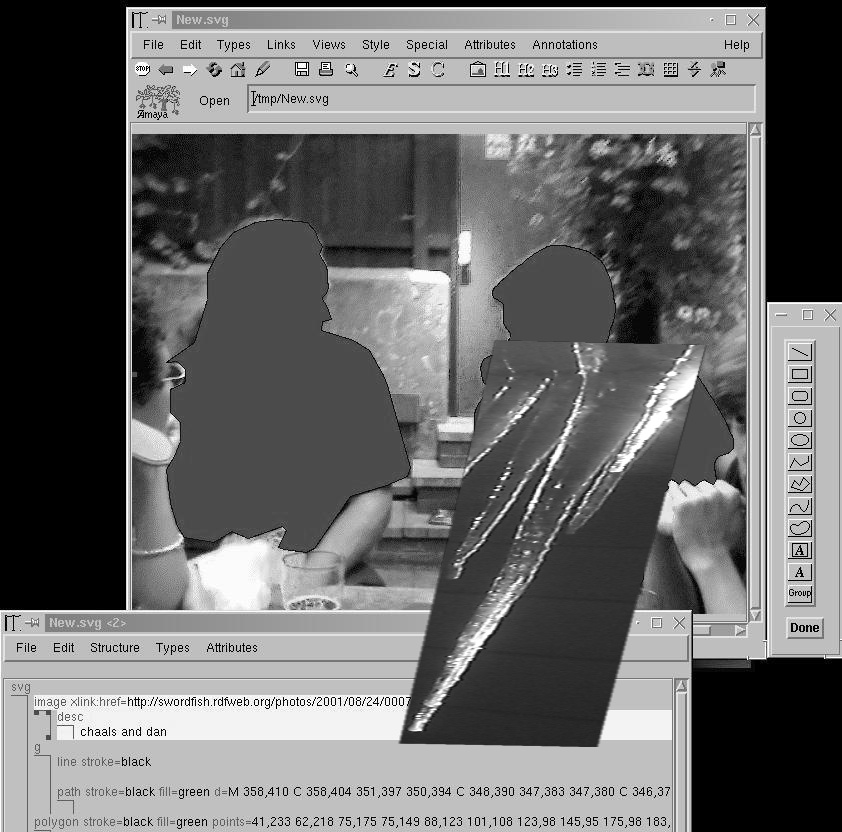 New.svg
File Edit Types Links Views Style Special Attributes Annotations Help
STOP H1 H2 H3
Amaya Open /tmp/New.svg
A
A
Group
Done
New.svg <2>
File Edit Structure Types Attributes
svg
image xlink:href=http://swordfish.rdfweb.org/photos/2001/08/24/0007
desc
chaals and dan
g
line stroke=black
path stroke=black fill=green d=M 358,410 C 358,404 351,397 350,394 C 348,390 347,383 347,380 C 346,37
polygon stroke=black fill=green points=41,233 62,218 75,175 75,149 88,123 101,108 123,98 145,95 175,98 183,